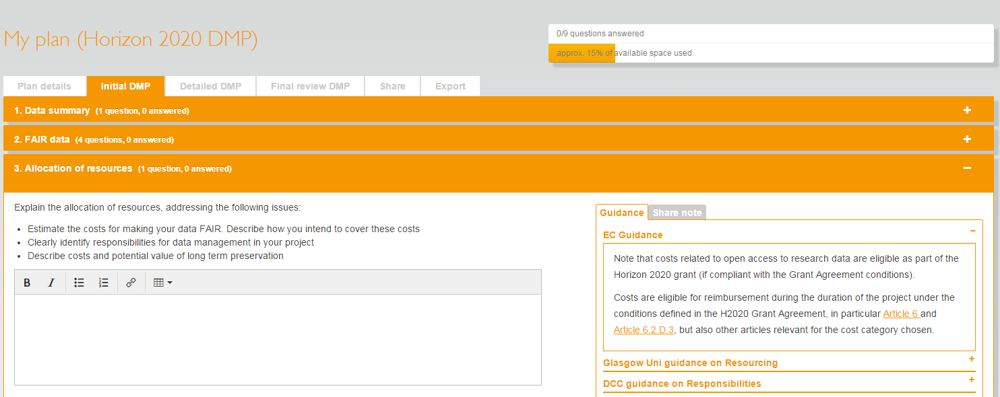 My plan (Horizon 2020 DMP)
0/9 questions answered
approx. 15% of available space used
Plan details Initial DMP Detailed DMP Final review DMP Share Export
1. Data summary (1 question, 0 answered) +
2. FAIR data (4 questions, 0 answered) +
3. Allocation of resources (1 question, 0 answered) −
Explain the allocation of resources, addressing the following issues:
• Estimate the costs for making your data FAIR. Describe how you intend to cover these costs
• Clearly identify responsibilities for data management in your project
• Describe costs and potential value of long term preservation
B I
Guidance Share note
EC Guidance −
Note that costs related to open access to research data are eligible as part of the
Horizon 2020 grant (if compliant with the Grant Agreement conditions).
Costs are eligible for reimbursement during the duration of the project under the
conditions defined in the H2020 Grant Agreement, in particular Article 6 and
Article 6.2.D.3, but also other articles relevant for the cost category chosen.
Glasgow Uni guidance on Resourcing +
DCC guidance on Responsibilities +